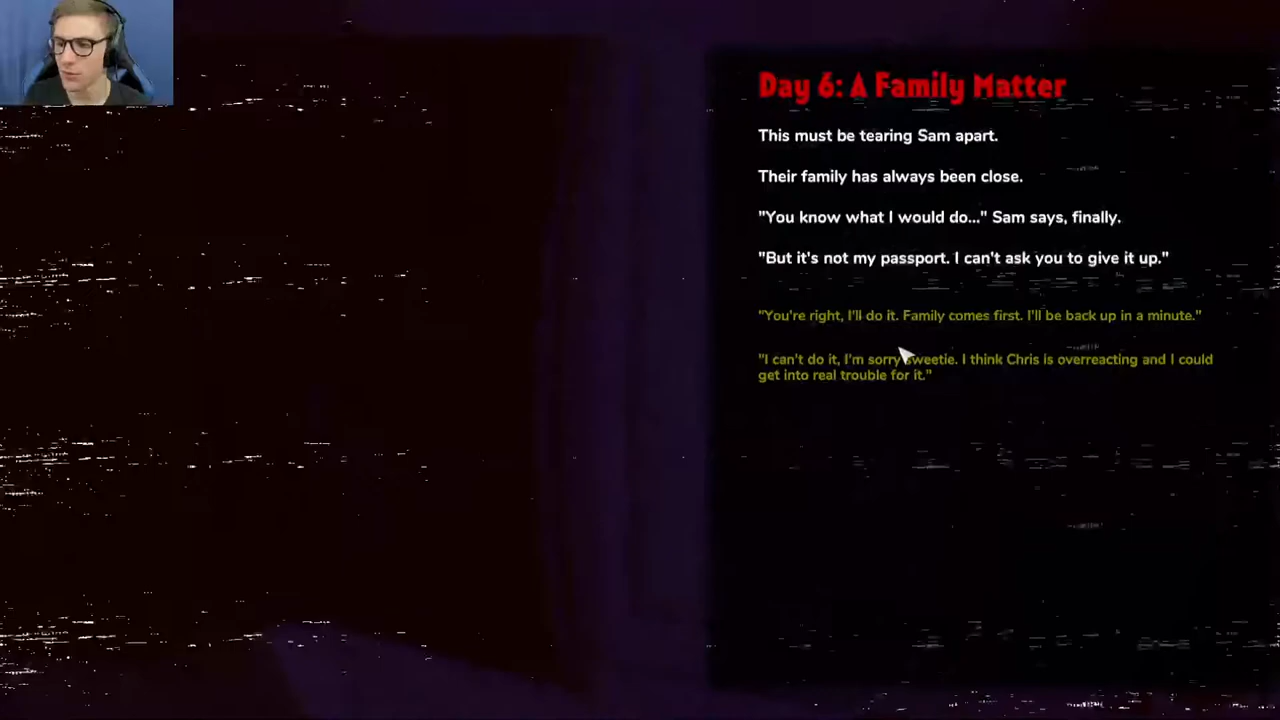 Day 6: A Family Matter
This must be tearing Sam apart.
Their family has always been close.
"You know what I would do..." Sam says, finally.
"But it's not my passport. I can't ask you to give it up."
"You're right, I'll do it. Family comes first. I'll be back up in a minute."
"I can't do it, I'm sorry sweetie. I think Chris is overreacting and I could
get into real trouble for it."